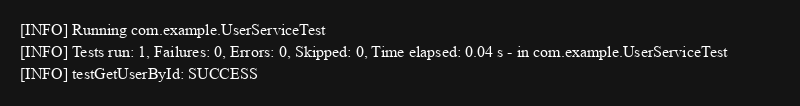 [INFO] Running com.example.UserServiceTest
[INFO] Tests run: 1, Failures: 0, Errors: 0, Skipped: 0, Time elapsed: 0.04 s - in com.example.UserServiceTest
[INFO] testGetUserById: SUCCESS